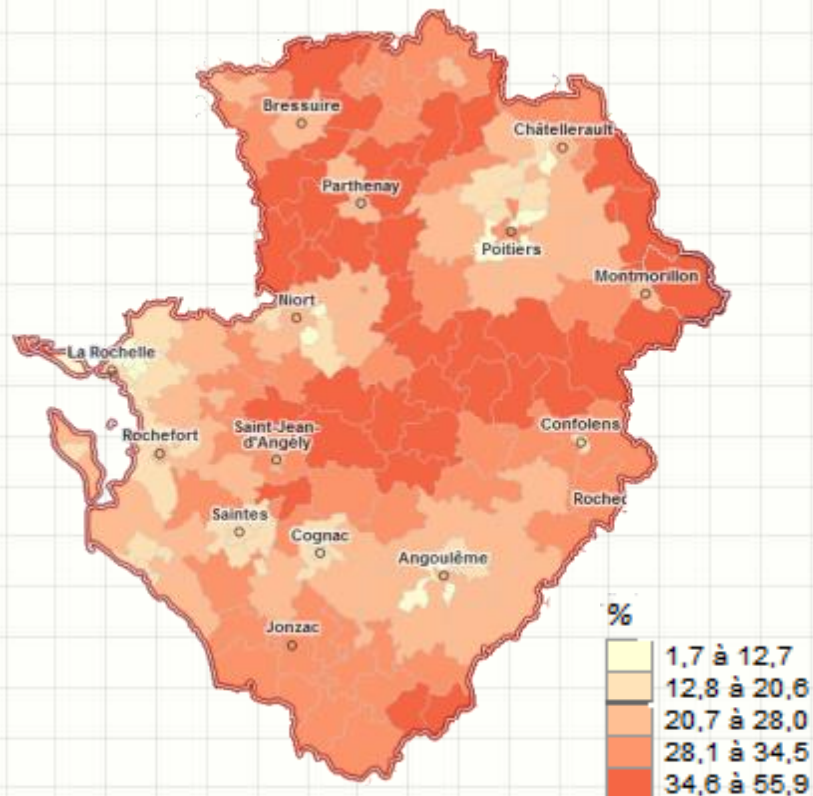 Bressuire
Châtellerault
Parthenay
Poitiers
Montmorillon
Niort
La Rochelle
Saint-Jean-
d'Angély
Confolens
Rochefort
Rochec
Saintes
Cognac
Angoulême
Jonzac
%
1,7 à 12,7
12,8 à 20,6
20,7 à 28,0
28,1 à 34,5
34,6 à 55,9